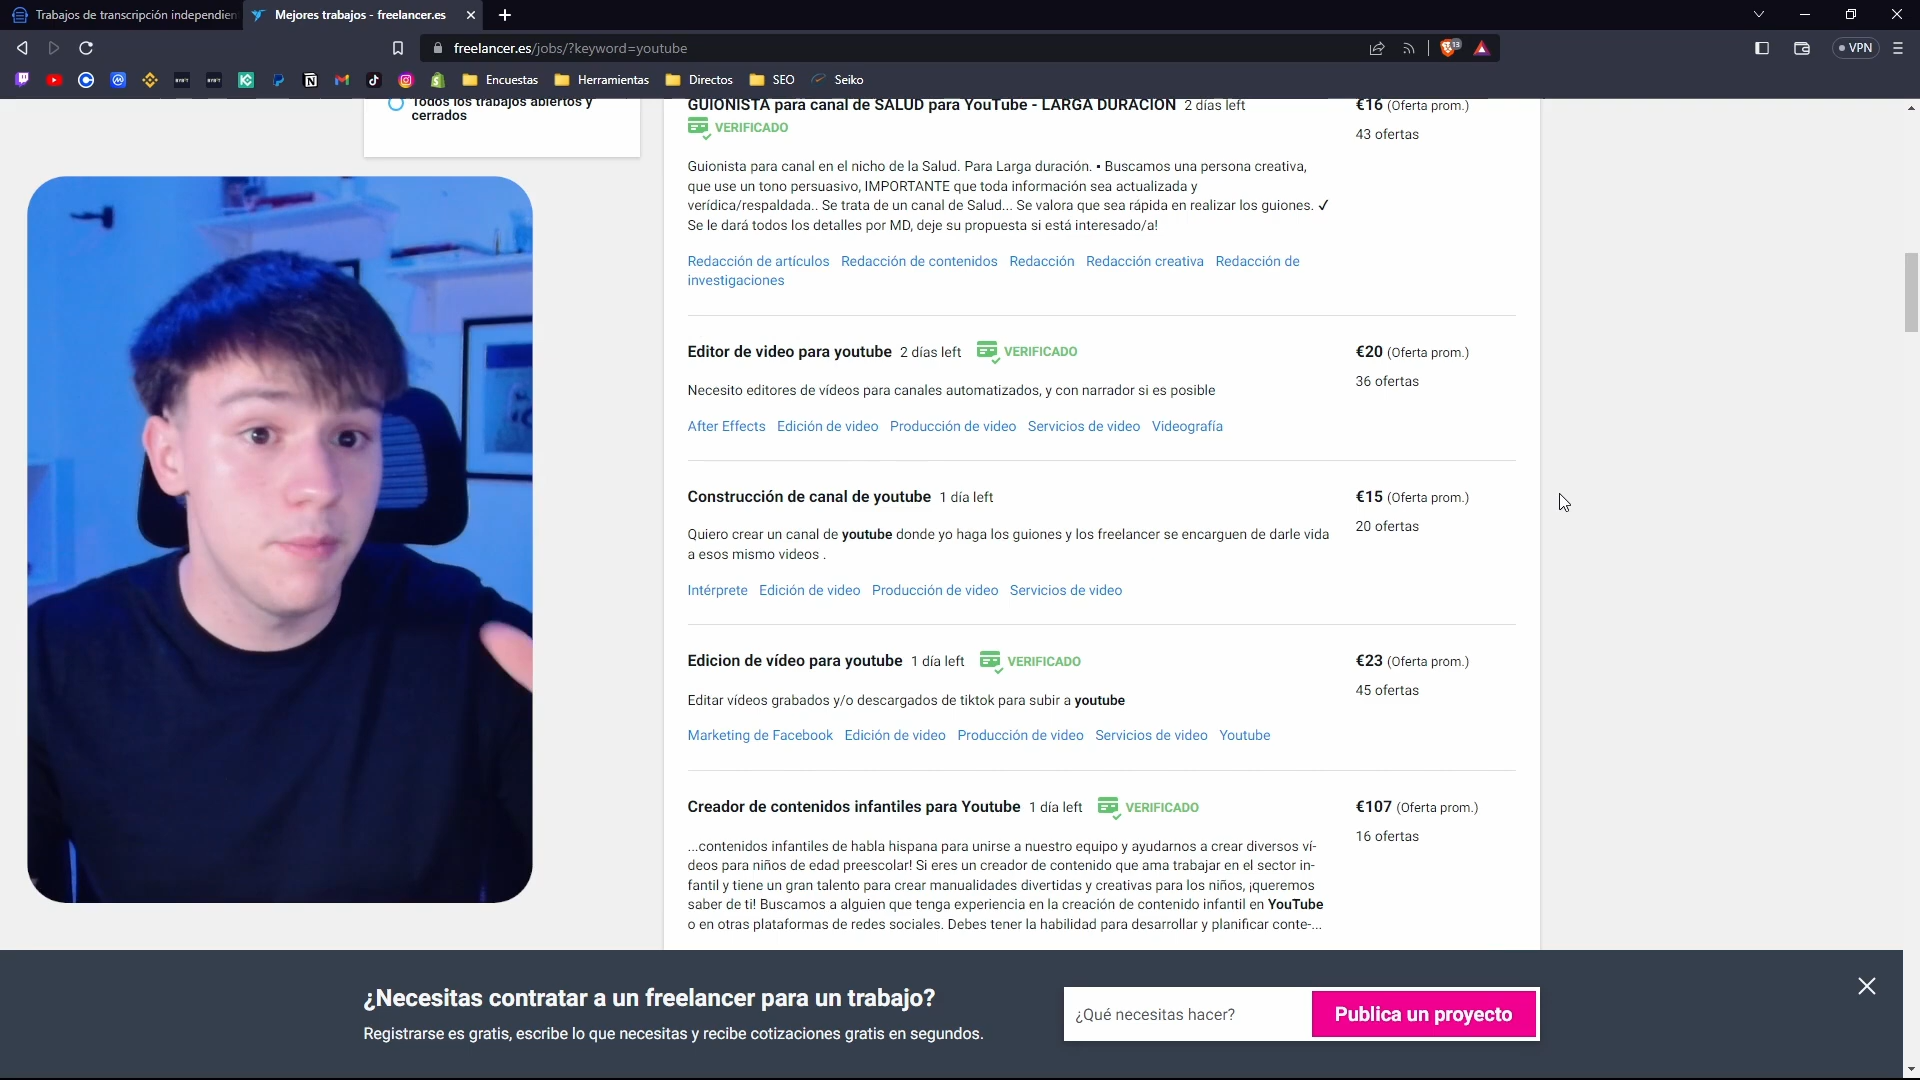 Trabajos de transcripción independien
Mejores trabajos - freelancer.es
freelancer.es/jobs/?keyword=youtube
13
VPN
Encuestas
Herramientas
Directos
SEO
Seiko
Todos los trabajos abiertos y
cerrados
GUIONISTA para canal de SALUD para YouTube - LARGA DURACION 2 días left
€16 (Oferta prom.)
VERIFICADO
43 ofertas
Guionista para canal en el nicho de la Salud. Para Larga duración. ▪ Buscamos una persona creativa,
que use un tono persuasivo, IMPORTANTE que toda información sea actualizada y
verídica/respaldada.. Se trata de un canal de Salud... Se valora que sea rápida en realizar los guiones. ✓
Se le dará todos los detalles por MD, deje su propuesta si está interesado/a!
Redacción de artículos Redacción de contenidos Redacción Redacción creativa Redacción de
investigaciones
Editor de video para youtube 2 días left VERIFICADO
€20 (Oferta prom.)
36 ofertas
Necesito editores de vídeos para canales automatizados, y con narrador si es posible
After Effects Edición de video Producción de video Servicios de video Videografía
Construcción de canal de youtube 1 día left
€15 (Oferta prom.)
20 ofertas
Quiero crear un canal de youtube donde yo haga los guiones y los freelancer se encarguen de darle vida
a esos mismo videos .
Intérprete Edición de video Producción de video Servicios de video
Edicion de vídeo para youtube 1 día left VERIFICADO
€23 (Oferta prom.)
45 ofertas
Editar vídeos grabados y/o descargados de tiktok para subir a youtube
Marketing de Facebook Edición de video Producción de video Servicios de video Youtube
Creador de contenidos infantiles para Youtube 1 día left VERIFICADO
€107 (Oferta prom.)
16 ofertas
...contenidos infantiles de habla hispana para unirse a nuestro equipo y ayudarnos a crear diversos ví-
deos para niños de edad preescolar! Si eres un creador de contenido que ama trabajar en el sector in-
fantil y tiene un gran talento para crear manualidades divertidas y creativas para los niños, ¡queremos
saber de ti! Buscamos a alguien que tenga experiencia en la creación de contenido infantil en YouTube
o en otras plataformas de redes sociales. Debes tener la habilidad para desarrollar y planificar conte-...
¿Necesitas contratar a un freelancer para un trabajo?
Registrarse es gratis, escribe lo que necesitas y recibe cotizaciones gratis en segundos.
¿Qué necesitas hacer?
Publica un proyecto